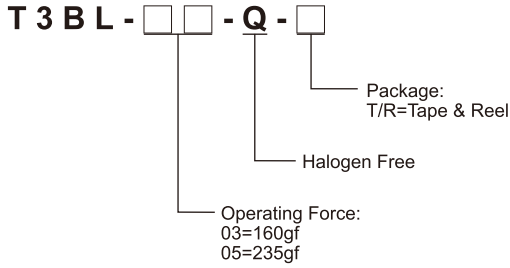 T3BL-□□-Q-□
Package:
T/R=Tape & Reel
Halogen Free
Operating Force:
03=160gf
05=235gf